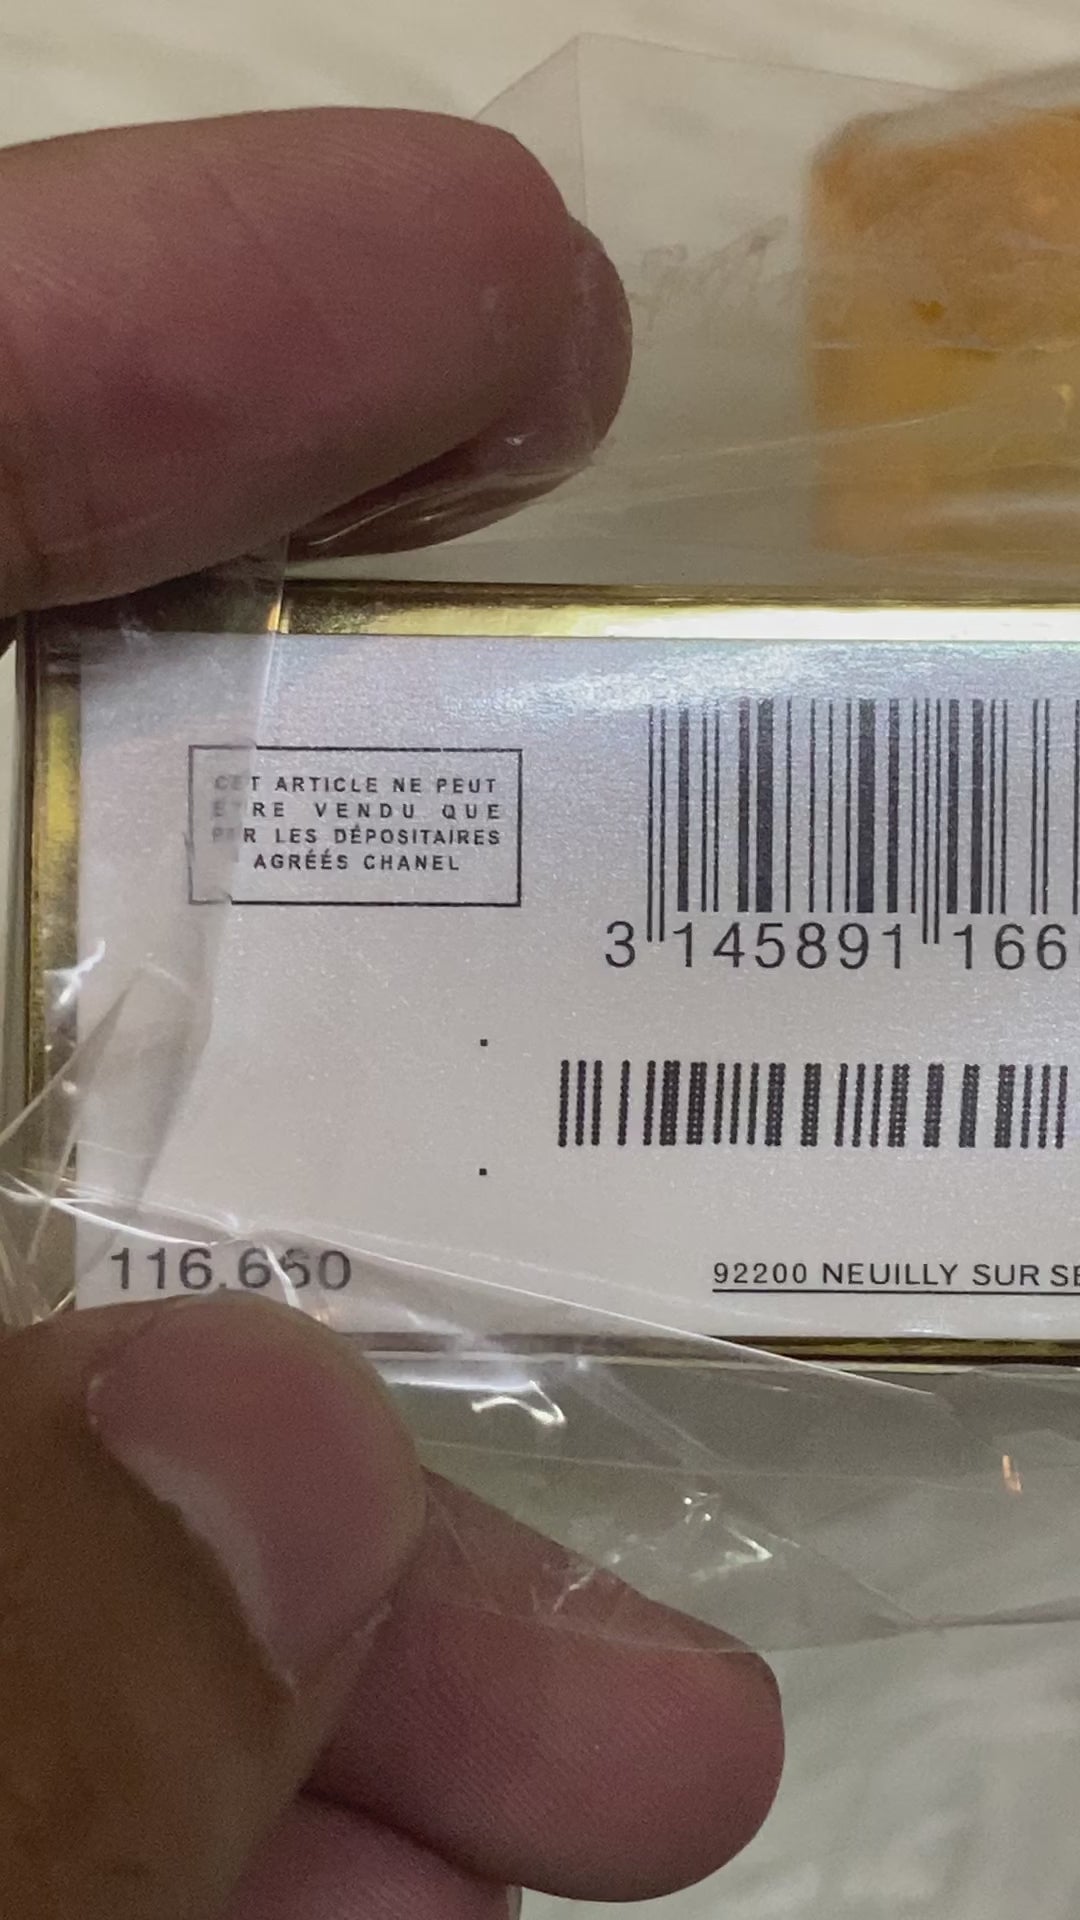 CET ARTICLE NE PEUT
ETRE VENDU QUE
PAR LES DÉPOSITAIRES
AGRÉÉS CHANEL
3 145891 166
116.660
92200 NEUILLY SUR SE